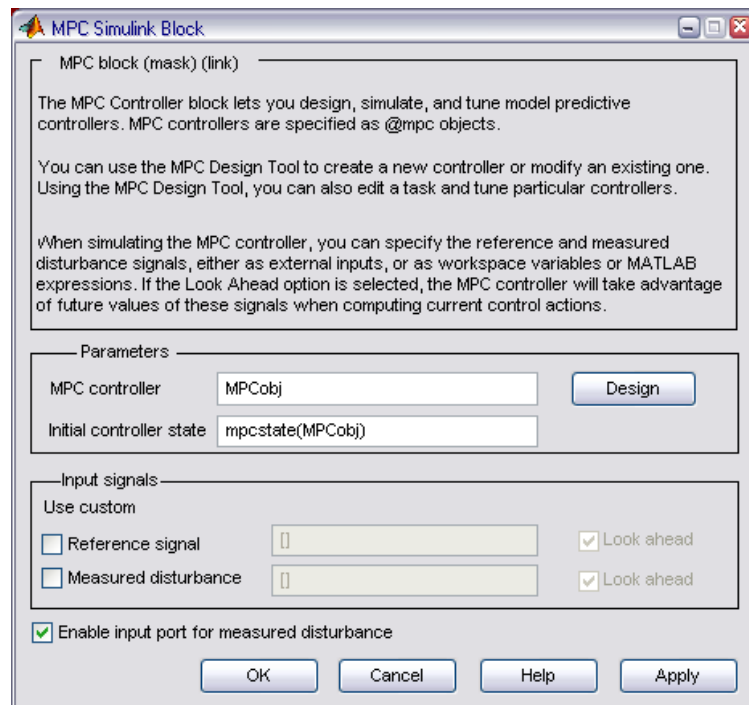 MPC Simulink Block
MPC block (mask) (link)
The MPC Controller block lets you design, simulate, and tune model predictive
controllers. MPC controllers are specified as @mpc objects.
You can use the MPC Design Tool to create a new controller or modify an existing one.
Using the MPC Design Tool, you can also edit a task and tune particular controllers.
When simulating the MPC controller, you can specify the reference and measured
disturbance signals, either as external inputs, or as workspace variables or MATLAB
expressions. If the Look Ahead option is selected, the MPC controller will take advantage
of future values of these signals when computing current control actions.
Parameters
MPC controller MPCobj Design
Initial controller state mpcstate(MPCobj)
Input signals
Use custom
Reference signal [] Look ahead
Measured disturbance [] Look ahead
Enable input port for measured disturbance
OK Cancel Help Apply